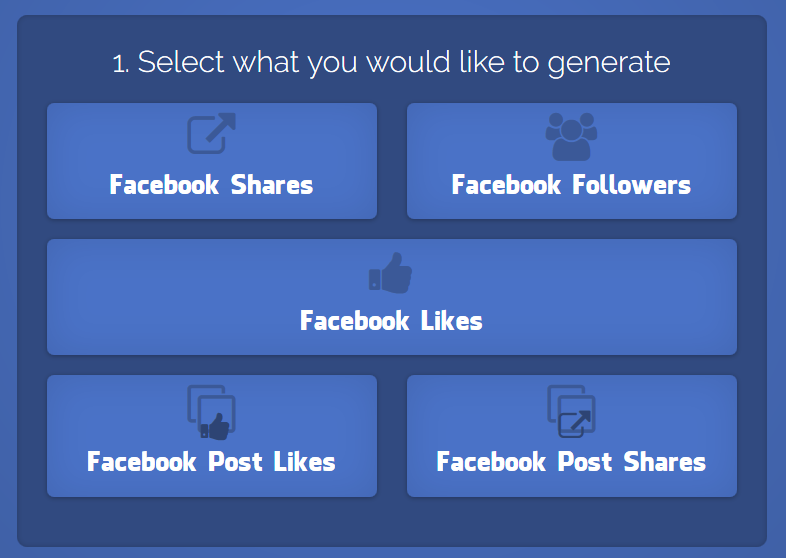 1. Select what you would like to generate
Facebook Shares
Facebook Followers
Facebook Likes
Facebook Post Likes
Facebook Post Shares